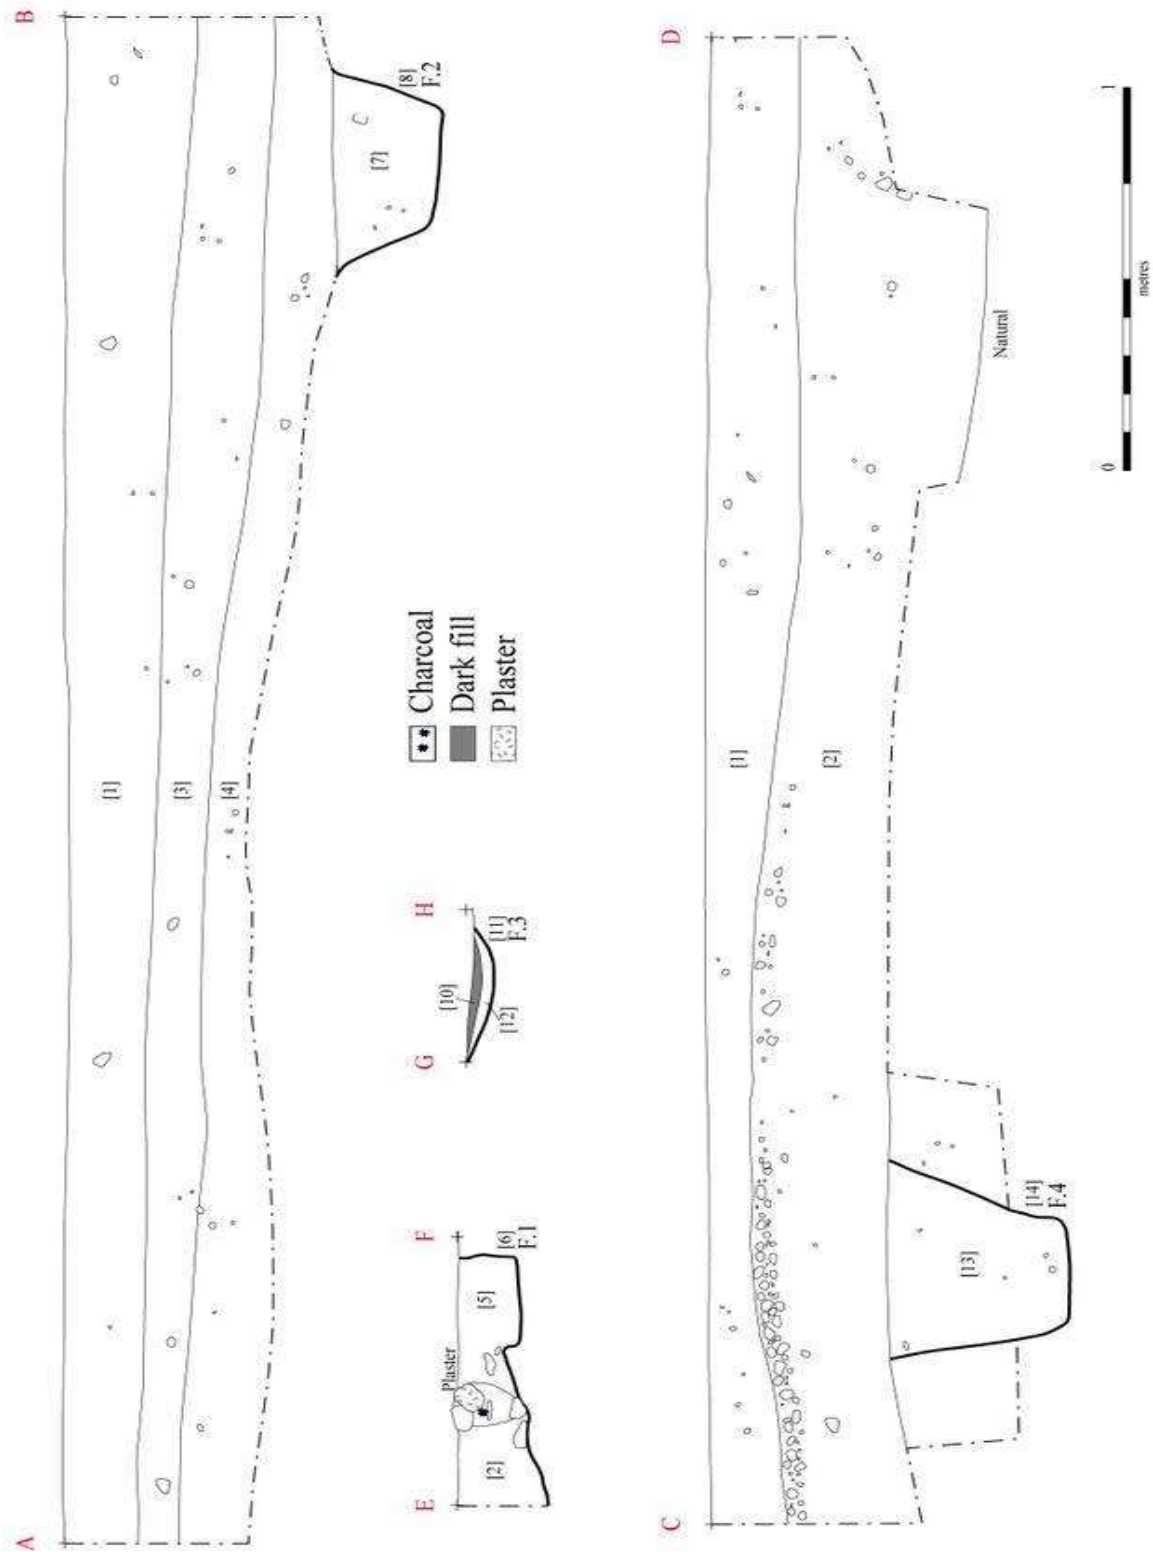 A
B
[1]
[3]
[4]
[7]
[8]
F.2
E
F
Plaster
[2]
[5]
[6]
F.1
G
H
[10]
[12]
[11]
F.3
Charcoal
Dark fill
Plaster
C
D
[1]
[2]
[13]
[14]
F.4
Natural
0
1
metres